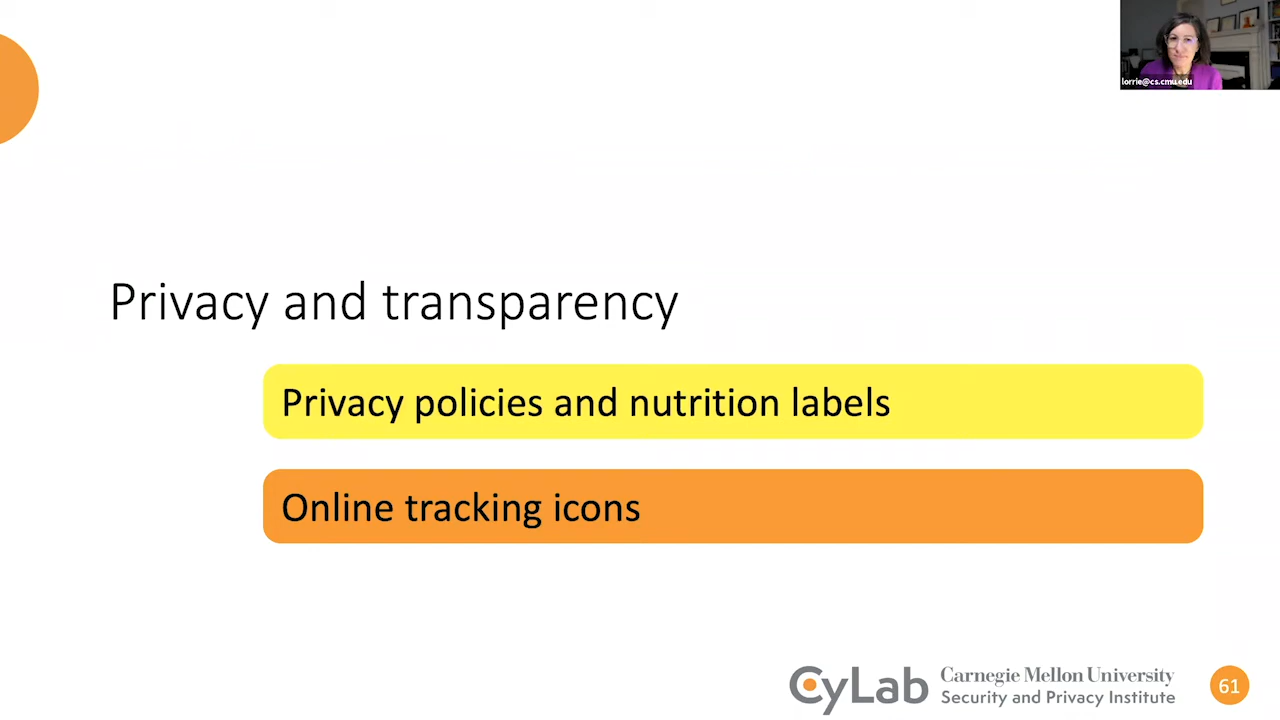 lorrie@cs.cmu.edu
Privacy and transparency
Privacy policies and nutrition labels
Online tracking icons
CyLab
Carnegie Mellon University
Security and Privacy Institute
61